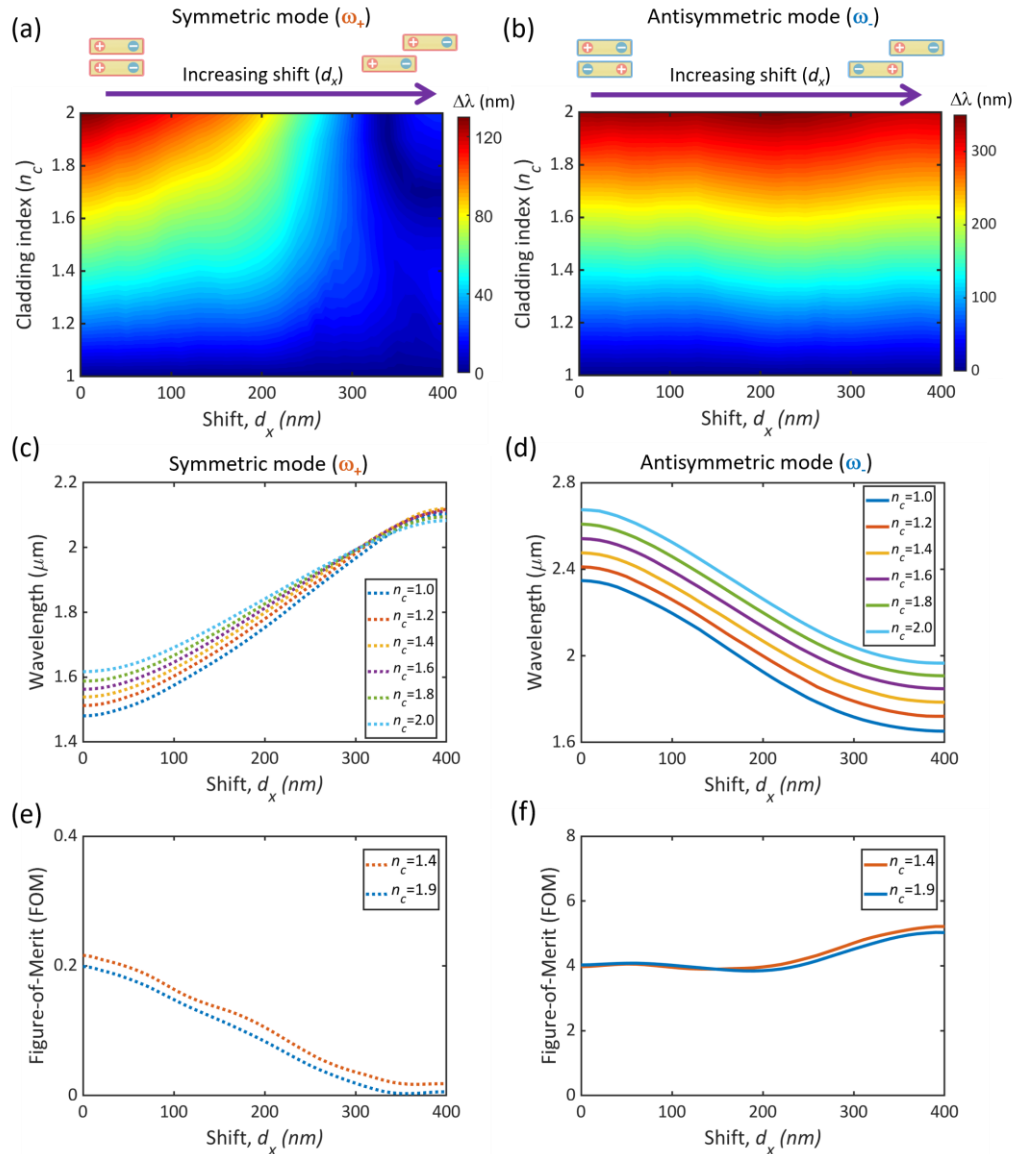 (a)
Symmetric mode (ω+)
Increasing shift (dx)
Δλ (nm)
120
80
40
0
Cladding index (nc)
2
1.8
1.6
1.4
1.2
1
0 100 200 300 400
Shift, dx (nm)
(b)
Antisymmetric mode (ω-)
Increasing shift (dx)
Δλ (nm)
300
200
100
0
Cladding index (nc)
2
1.8
1.6
1.4
1.2
1
0 100 200 300 400
Shift, dx (nm)
(c)
Symmetric mode (ω+)
Wavelength (μm)
2.2
2
1.8
1.6
1.4
nc=1.0
nc=1.2
nc=1.4
nc=1.6
nc=1.8
nc=2.0
0 100 200 300 400
Shift, dx (nm)
(d)
Antisymmetric mode (ω-)
Wavelength (μm)
2.8
2.4
2
1.6
nc=1.0
nc=1.2
nc=1.4
nc=1.6
nc=1.8
nc=2.0
0 100 200 300 400
Shift, dx (nm)
(e)
Figure-of-Merit (FOM)
0.4
0.2
0
nc=1.4
nc=1.9
0 100 200 300 400
Shift, dx (nm)
(f)
Figure-of-Merit (FOM)
8
6
4
2
0
nc=1.4
nc=1.9
0 100 200 300 400
Shift, dx (nm)